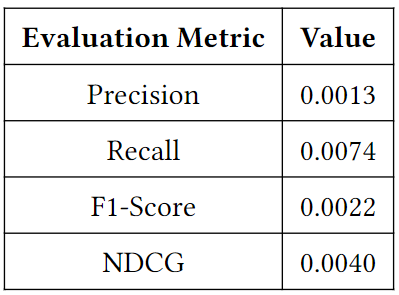 Evaluation Metric Value
Precision 0.0013
Recall 0.0074
F1-Score 0.0022
NDCG 0.0040